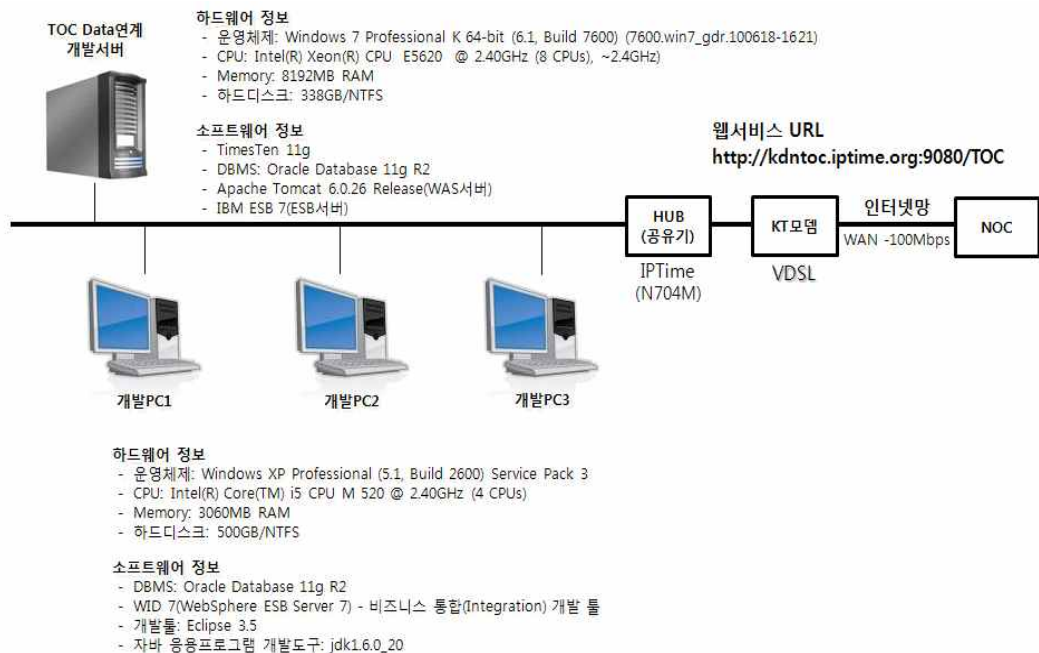 TOC Data연계
개발서버
하드웨어 정보
- 운영체제: Windows 7 Professional K 64-bit (6.1, Build 7600) (7600.win7_gdr.100618-1621)
- CPU: Intel(R) Xeon(R) CPU E5620 @ 2.40GHz (8 CPUs), ~2.4GHz)
- Memory: 8192MB RAM
- 하드디스크: 338GB/NTFS
소프트웨어 정보
- TimesTen 11g
- DBMS: Oracle Database 11g R2
- Apache Tomcat 6.0.26 Release(WAS서버)
- IBM ESB 7(ESB서버)
웹서비스 URL
http://kdntoc.iptime.org:9080/TOC
HUB
(공유기)
IPTime
(N704M)
KT모뎀
VDSL
인터넷망
WAN -100Mbps
NOC
개발PC1
개발PC2
개발PC3
하드웨어 정보
- 운영체제: Windows XP Professional (5.1, Build 2600) Service Pack 3
- CPU: Intel(R) Core(TM) i5 CPU M 520 @ 2.40GHz (4 CPUs)
- Memory: 3060MB RAM
- 하드디스크: 500GB/NTFS
소프트웨어 정보
- DBMS: Oracle Database 11g R2
- WID 7(WebSphere ESB Server 7) - 비즈니스 통합(Integration) 개발 툴
- 개발툴: Eclipse 3.5
- 자바 응용프로그램 개발도구: jdk1.6.0_20